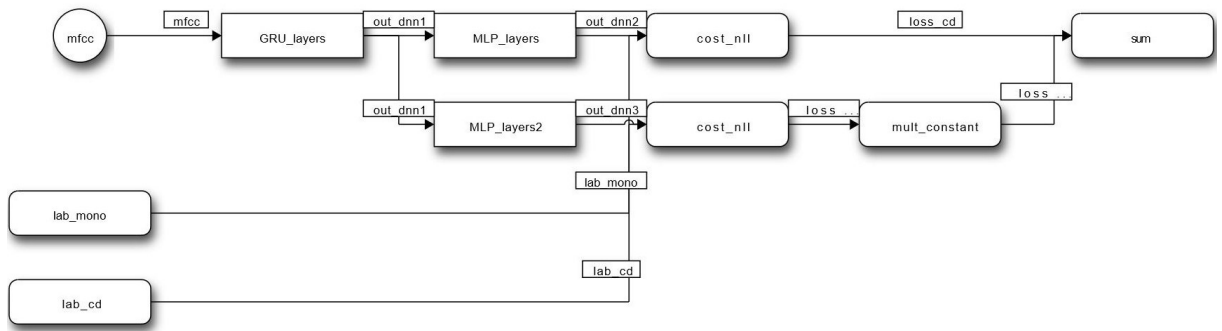 mfcc
mfcc
GRU_layers
out_dnn1
MLP_layers
out_dnn2
cost_nll
loss_cd
sum
out_dnn1
MLP_layers2
out_dnn3
cost_nll
loss ...
mult_constant
loss ...
lab_mono
lab_mono
lab_cd
lab_cd